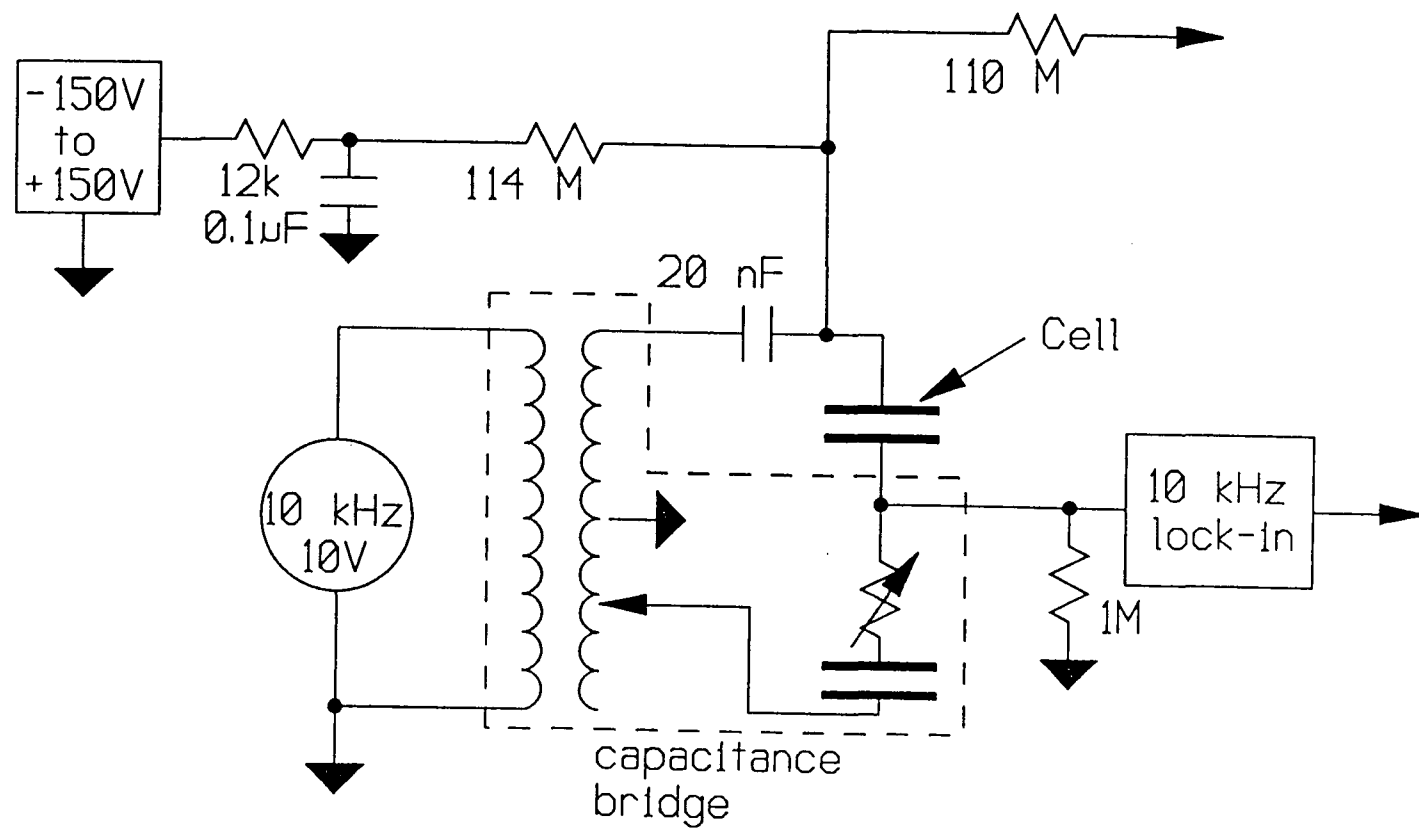 110 M
-150V
to
+150V
12k
0.1µF
114 M
20 nF
Cell
10 kHz
10V
10 kHz
lock-in
1M
capacitance
bridge